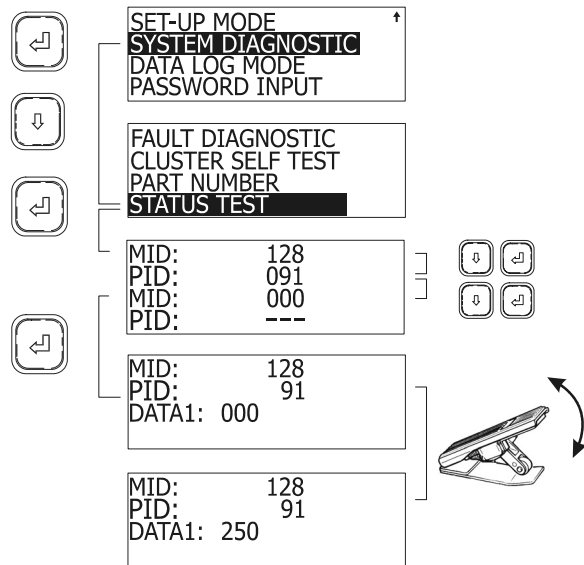 SET-UP MODE
SYSTEM DIAGNOSTIC
DATA LOG MODE
PASSWORD INPUT
FAULT DIAGNOSTIC
CLUSTER SELF TEST
PART NUMBER
STATUS TEST
MID: 128
PID: 091
MID: 000
PID: ---
MID: 128
PID: 91
DATA1: 000
MID: 128
PID: 91
DATA1: 250